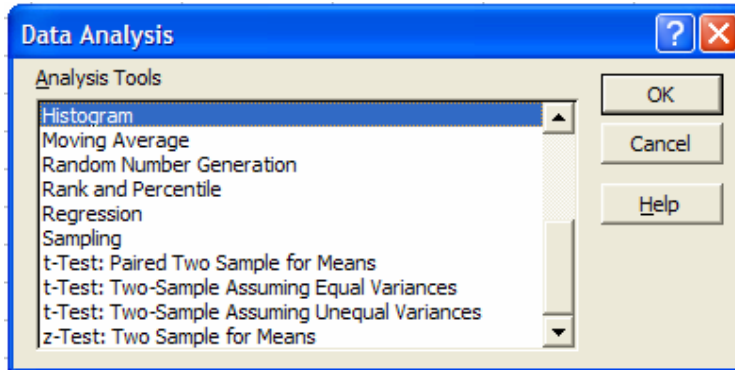 Data Analysis
Analysis Tools
Histogram
Moving Average
Random Number Generation
Rank and Percentile
Regression
Sampling
t-Test: Paired Two Sample for Means
t-Test: Two-Sample Assuming Equal Variances
t-Test: Two-Sample Assuming Unequal Variances
z-Test: Two Sample for Means
OK
Cancel
Help